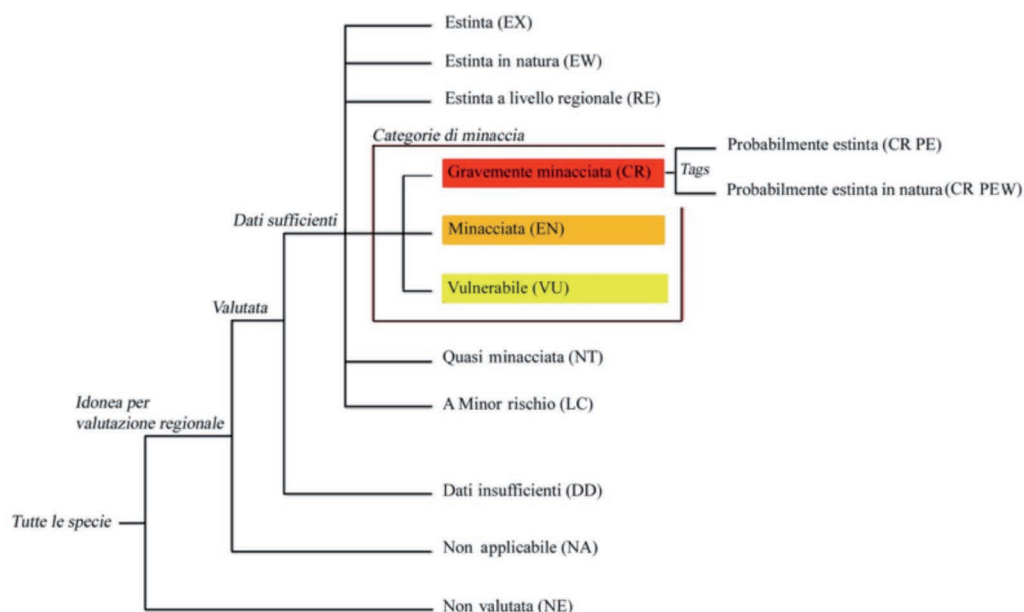 Estinta (EX)
Estinta in natura (EW)
Estinta a livello regionale (RE)
Categorie di minaccia
Probabilmente estinta (CR PE)
Gravemente minacciata (CR)
Tags
Probabilmente estinta in natura (CR PEW)
Dati sufficienti
Minacciata (EN)
Vulnerabile (VU)
Valutata
Quasi minacciata (NT)
A Minor rischio (LC)
Idonea per
valutazione regionale
Dati insufficienti (DD)
Tutte le specie
Non applicabile (NA)
Non valutata (NE)